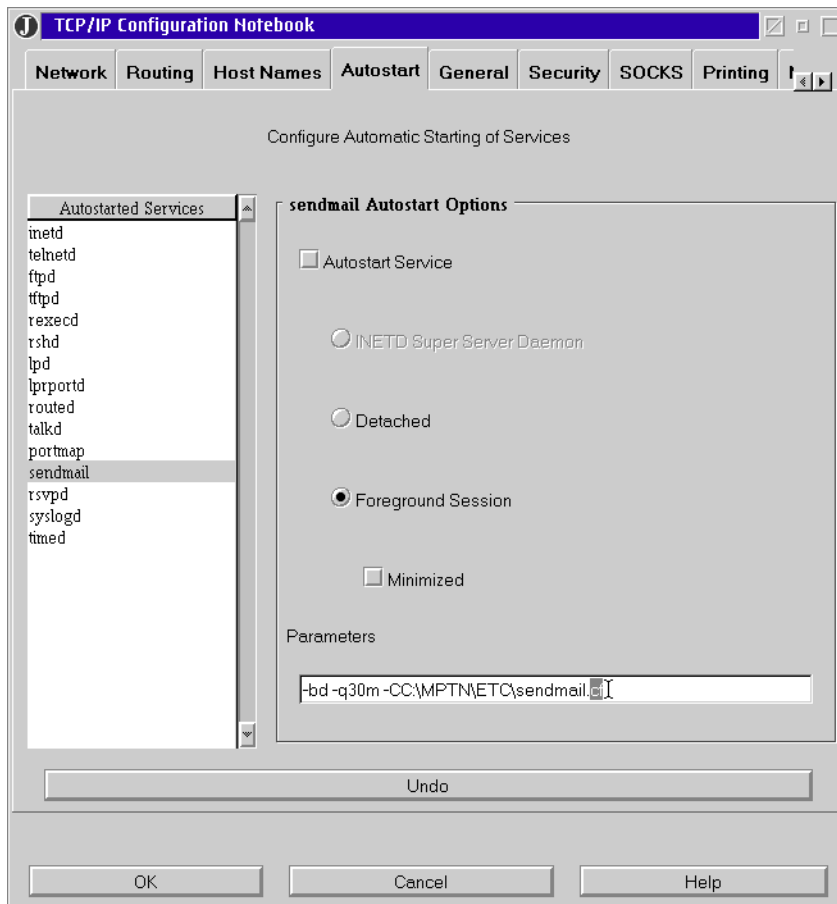 J TCP/IP Configuration Notebook
Network Routing Host Names Autostart General Security SOCKS Printing
Configure Automatic Starting of Services
Autostarted Services
inetd
telnetd
ftpd
tftpd
rexecd
rshd
lpd
lprportd
routed
talkd
portmap
sendmail
rsvpd
syslogd
timed
sendmail Autostart Options
Autostart Service
INETD Super Server Daemon
Detached
Foreground Session
Minimized
Parameters
-bd -q30m -CC:\MPTN\ETC\sendmail.cf
Undo
OK Cancel Help